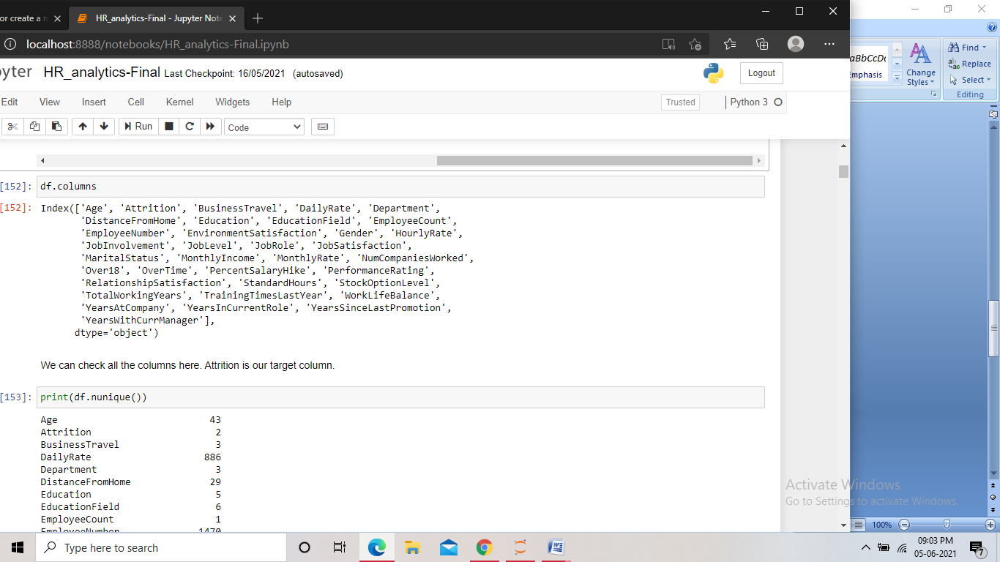 or create a n
HR_analytics-Final - Jupyter Note
localhost:8888/notebooks/HR_analytics-Final.ipynb
yter HR_analytics-Final Last Checkpoint: 16/05/2021 (autosaved)
Logout
Edit View Insert Cell Kernel Widgets Help
Trusted
Python 3
Run
Code
[152]: df.columns
[152]: Index(['Age', 'Attrition', 'BusinessTravel', 'DailyRate', 'Department',
'DistanceFromHome', 'Education', 'EducationField', 'EmployeeCount',
'EmployeeNumber', 'EnvironmentSatisfaction', 'Gender', 'HourlyRate',
'JobInvolvement', 'JobLevel', 'JobRole', 'JobSatisfaction',
'MaritalStatus', 'MonthlyIncome', 'MonthlyRate', 'NumCompaniesWorked',
'Over18', 'OverTime', 'PercentSalaryHike', 'PerformanceRating',
'RelationshipSatisfaction', 'StandardHours', 'StockOptionLevel',
'TotalWorkingYears', 'TrainingTimesLastYear', 'WorkLifeBalance',
'YearsAtCompany', 'YearsInCurrentRole', 'YearsSinceLastPromotion',
'YearsWithCurrManager'],
dtype='object')
We can check all the columns here. Attrition is our target column.
[153]: print(df.nunique())
Age 43
Attrition 2
BusinessTravel 3
DailyRate 886
Department 3
DistanceFromHome 29
Education 5
EducationField 6
EmployeeCount 1
EmployeeNumber 1470
aBbCcDc
Emphasis
Change
Styles
Find
Replace
Select
Editing
Activate Windows
Go to Settings to activate Windows.
100%
Type here to search
09:03 PM
05-06-2021
7